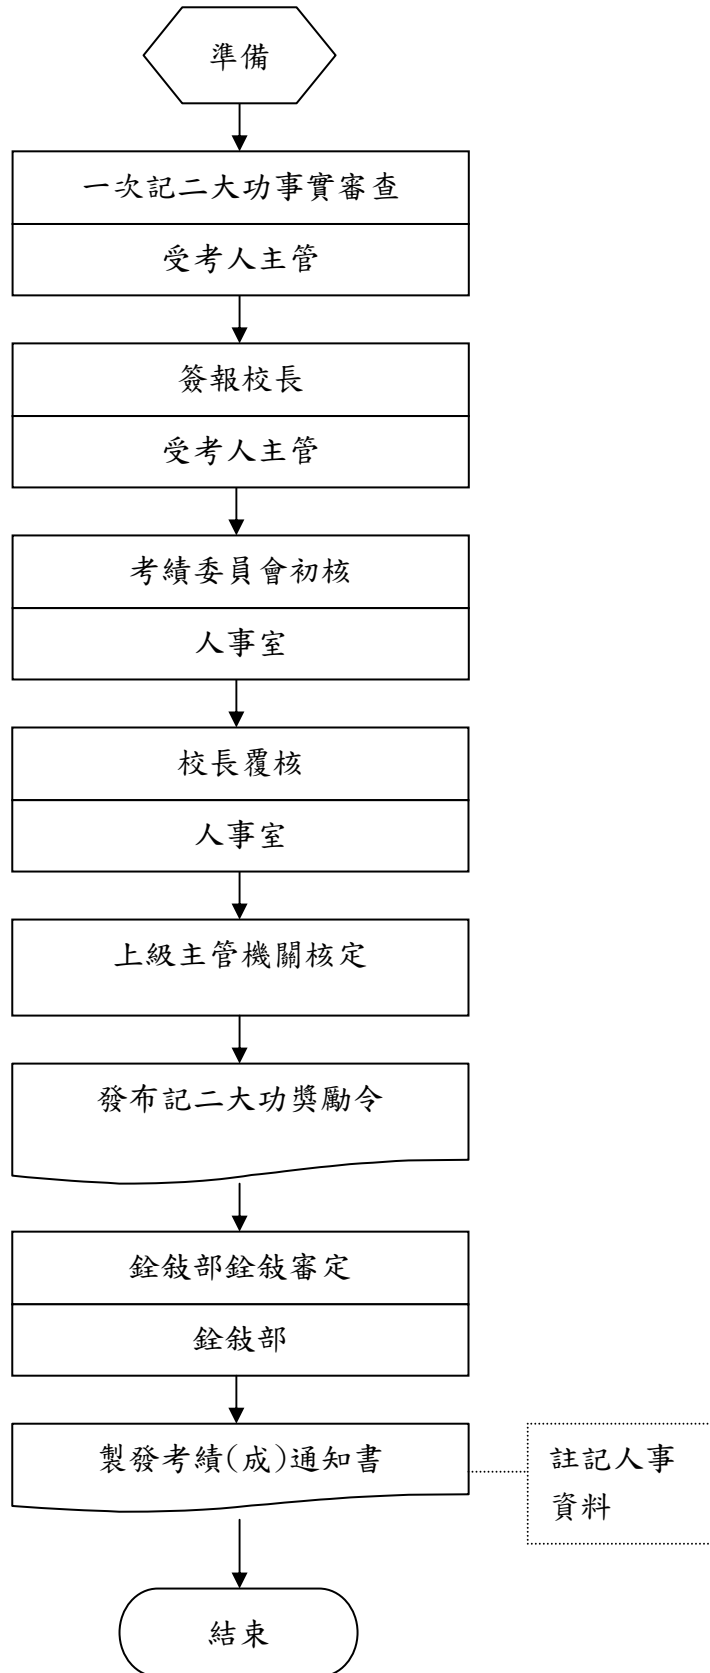 準備
一次記二大功事實審查
受考人主管
簽報校長
受考人主管
考績委員會初核
人事室
校長覆核
人事室
上級主管機關核定
發布記二大功獎勵令
銓敍部銓敍審定
銓敍部
製發考績(成)通知書
註記人事
資料
結束